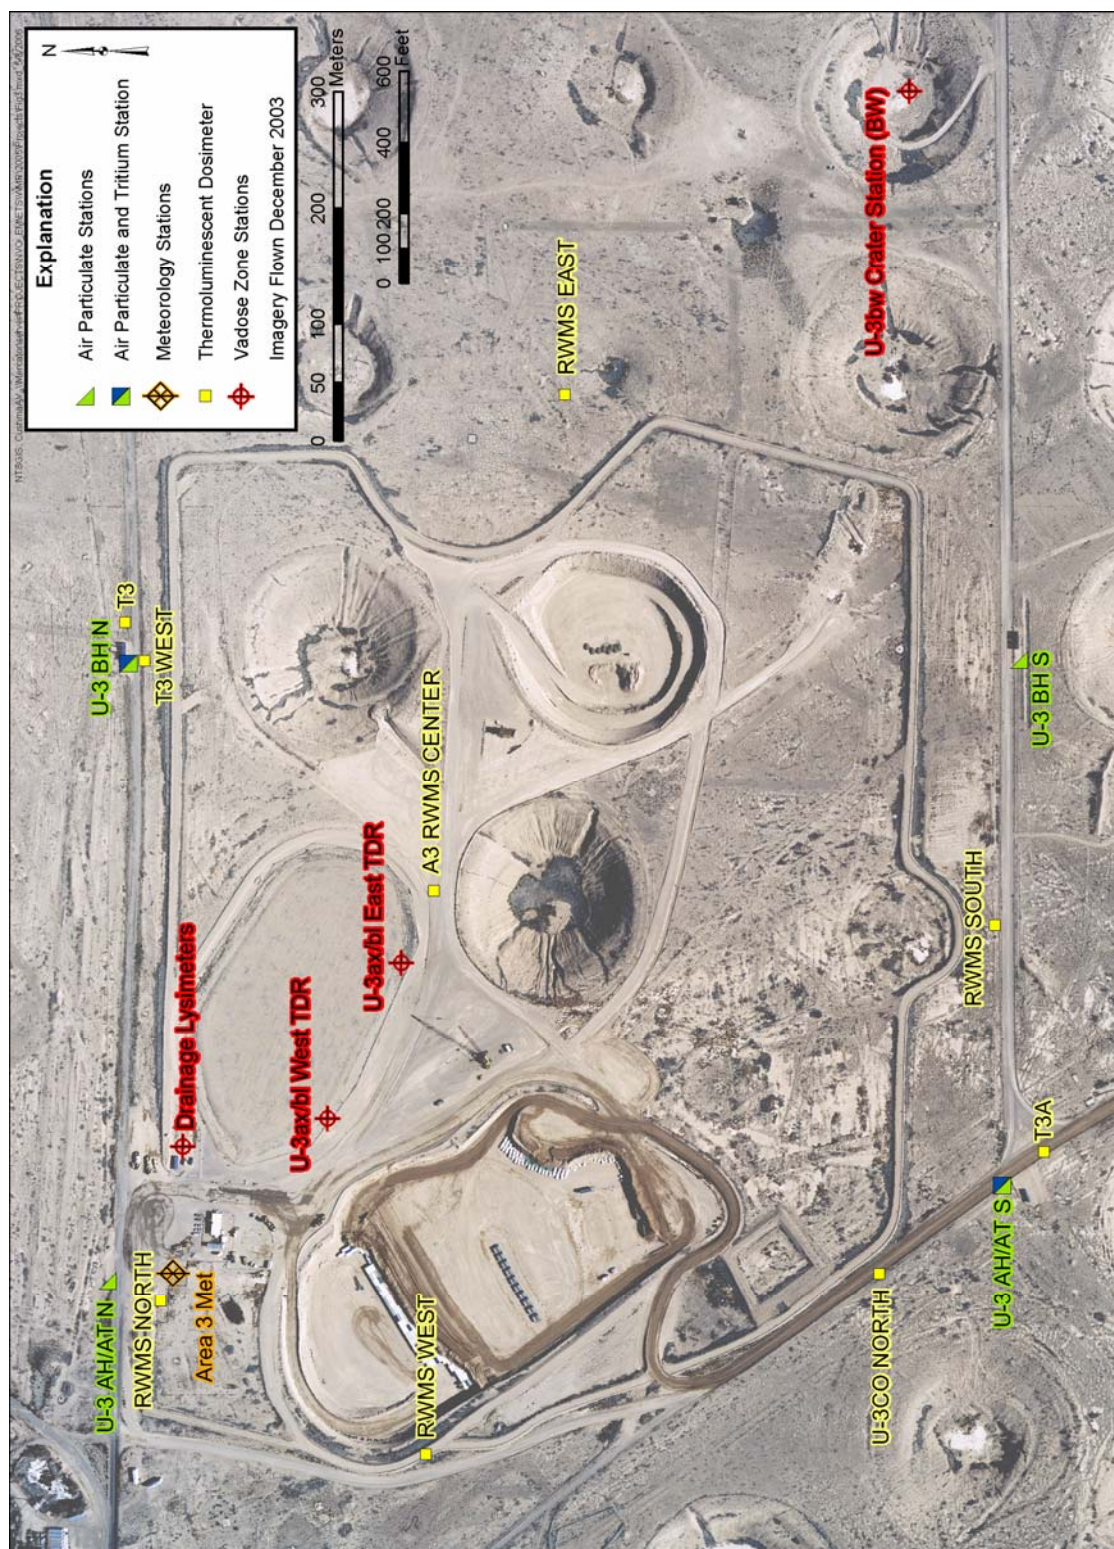 Explanation
N
Air Particulate Stations
Air Particulate and Tritium Station
Meteorology Stations
Thermoluminescent Dosimeter
Vadose Zone Stations
Imagery Flown December 2003
0 50 100 200 300
Meters
0 100 200 400 600
Feet
U-3 AH/AT N
RWMS NORTH
Area 3 Met
Drainage Lysimeters
U-3 BH N
T3
T3 WEST
U-3ax/bl West TDR
U-3ax/bl East TDR
RWMS WEST
A3 RWMS CENTER
RWMS EAST
U-3CO NORTH
U-3bw Crater Station (BW)
RWMS SOUTH
U-3 AH/AT S
T3A
U-3 BH S